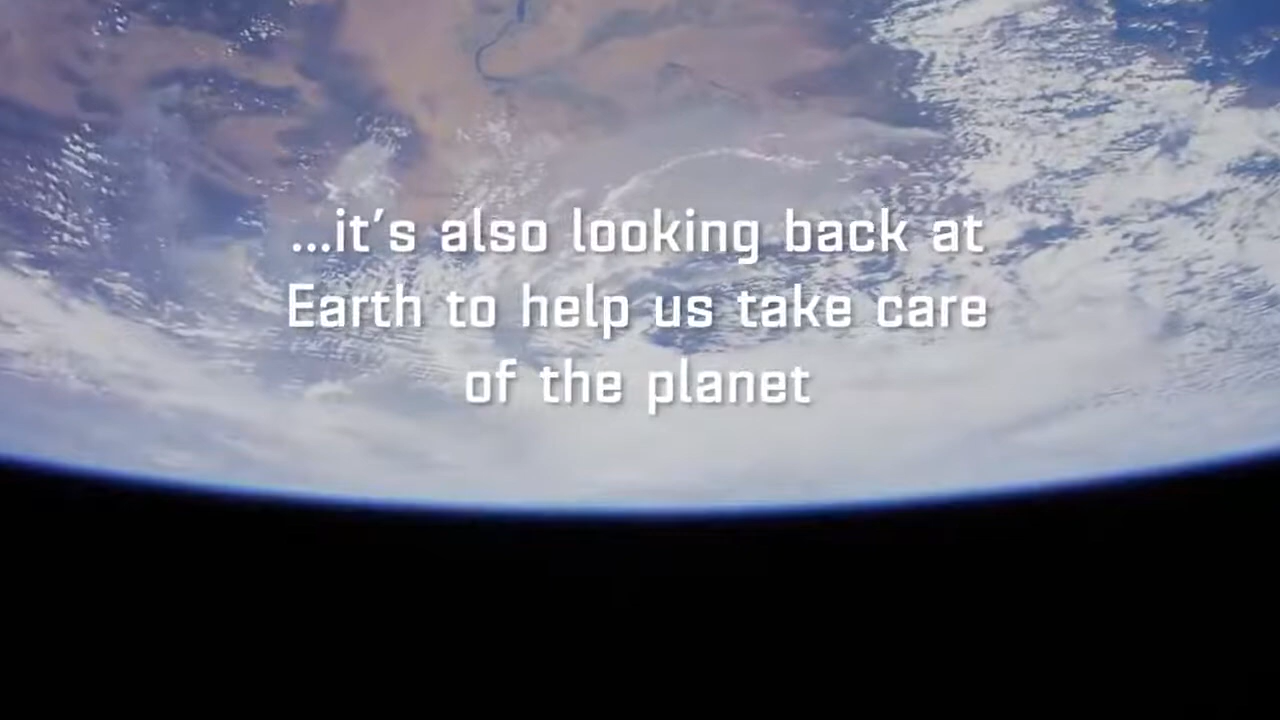 ...it's also looking back at
Earth to help us take care
of the planet